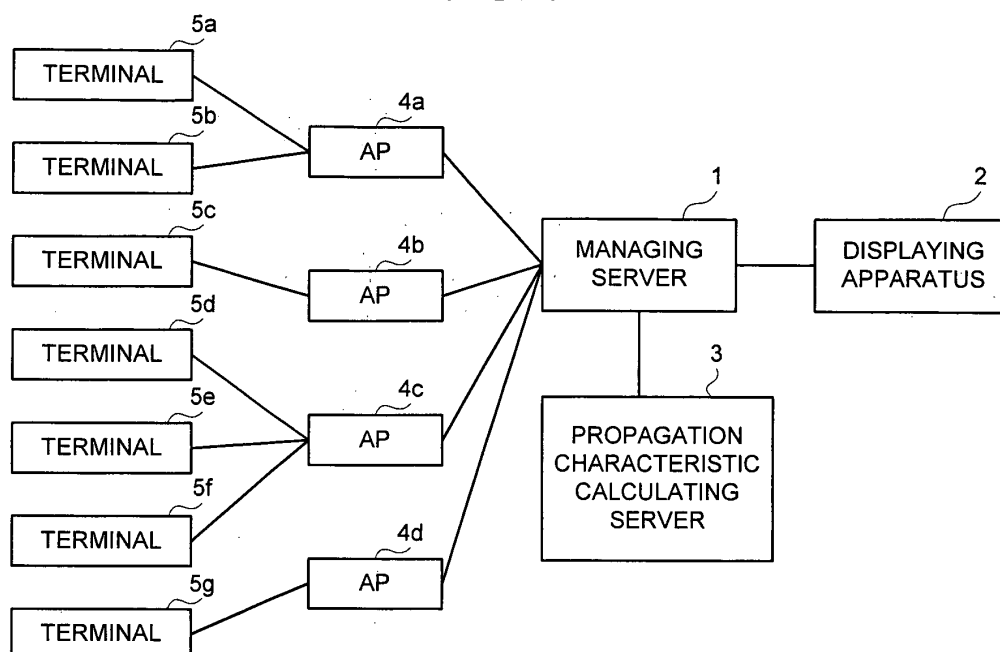 5a
TERMINAL
5b
TERMINAL
5c
TERMINAL
5d
TERMINAL
5e
TERMINAL
5f
TERMINAL
5g
TERMINAL
4a
AP
4b
AP
4c
AP
4d
AP
1
MANAGING
SERVER
2
DISPLAYING
APPARATUS
3
PROPAGATION
CHARACTERISTIC
CALCULATING
SERVER